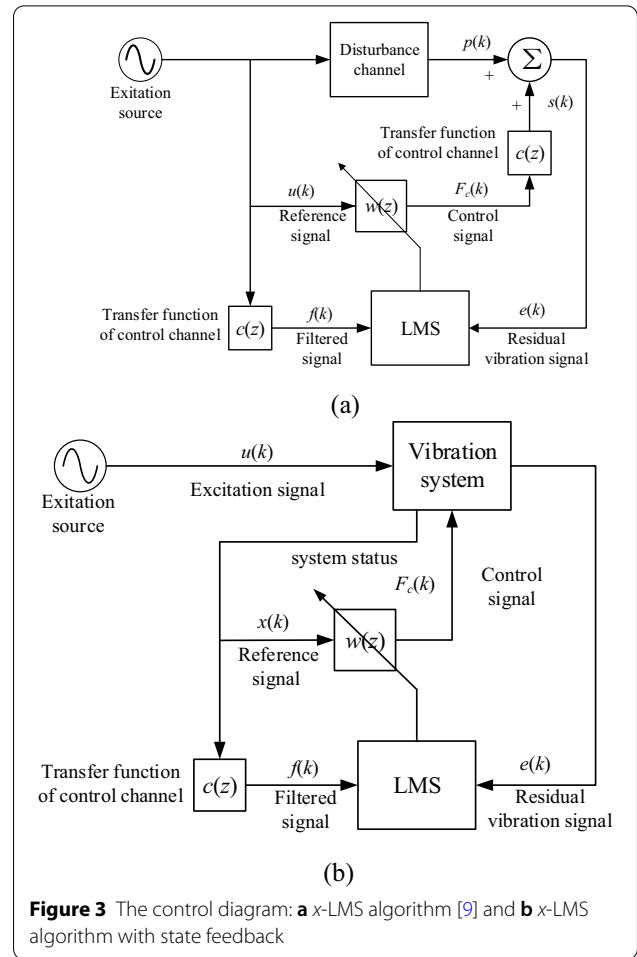 Disturbance
channel
p(k)
+
Σ
Exitation
source
+
s(k)
Transfer function
of control channel
c(z)
u(k)
Reference
signal
w(z)
F_c(k)
Control
signal
Transfer function
of control channel
c(z)
f(k)
Filtered
signal
LMS
e(k)
Residual
vibration signal
(a)
Exitation
source
u(k)
Excitation signal
Vibration
system
system status
F_c(k)
Control
signal
x(k)
Reference
signal
w(z)
Transfer function
of control channel
c(z)
f(k)
Filtered
signal
LMS
e(k)
Residual
vibration signal
(b)
Figure 3 The control diagram: a x-LMS algorithm [9] and b x-LMS
algorithm with state feedback